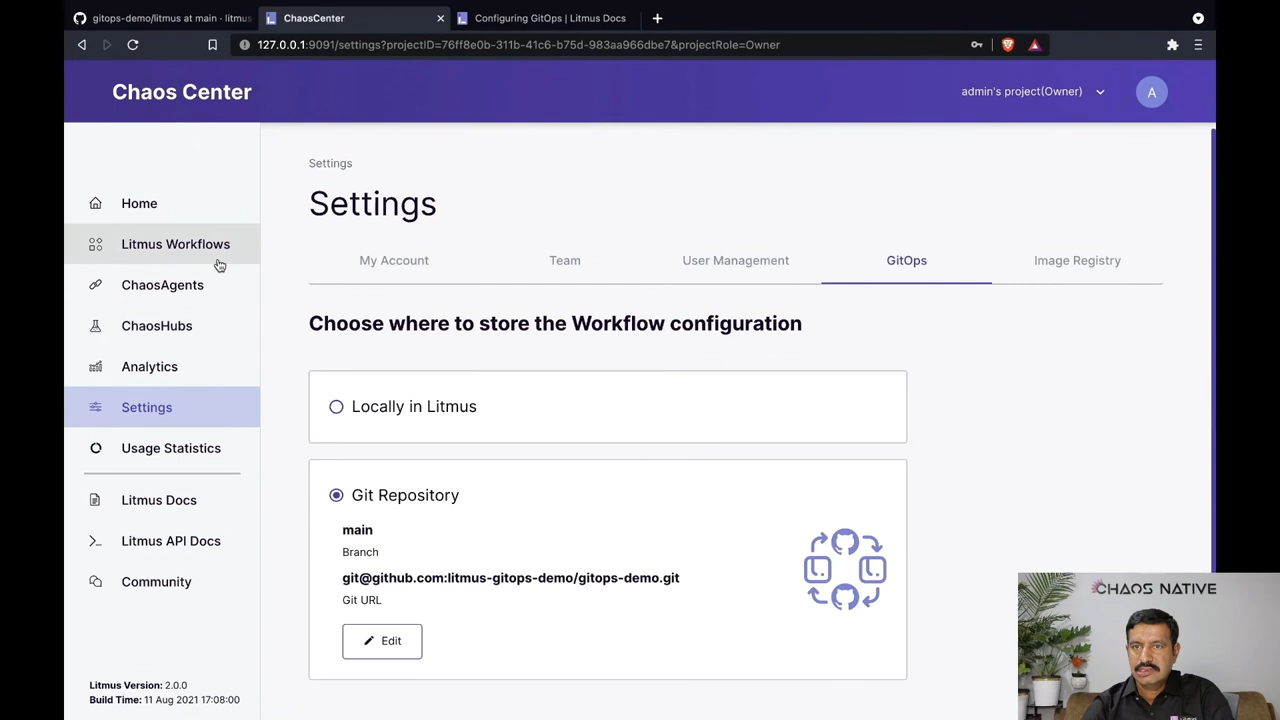 gitops-demo/litmus at main · litmus
ChaosCenter
Configuring GitOps | Litmus Docs
127.0.0.1:9091/settings?projectID=76ff8e0b-311b-41c6-b75d-983aa966dbe7&projectRole=Owner
Chaos Center
admin's project(Owner)
A
Home
Litmus Workflows
ChaosAgents
ChaosHubs
Analytics
Settings
Usage Statistics
Litmus Docs
Litmus API Docs
Community
Litmus Version: 2.0.0
Build Time: 11 Aug 2021 17:08:00
Settings
Settings
My Account
Team
User Management
GitOps
Image Registry
Choose where to store the Workflow configuration
Locally in Litmus
Git Repository
main
Branch
git@github.com:litmus-gitops-demo/gitops-demo.git
Git URL
Edit
CHAOS NATIVE